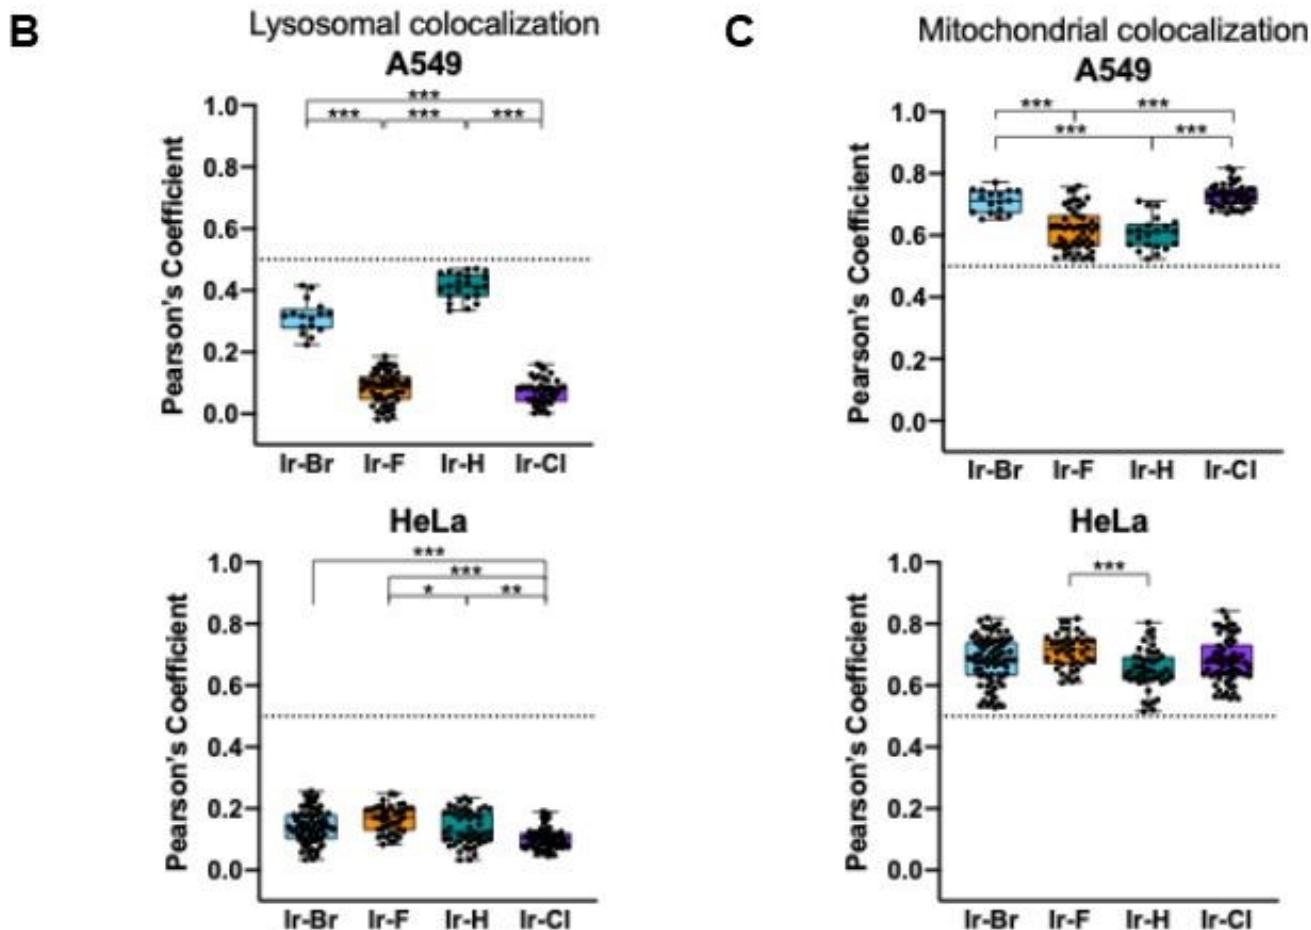 B
Lysosomal colocalization
A549
***
*** *** ***
Pearson's Coefficient
1.0
0.8
0.6
0.4
0.2
0.0
Ir-Br Ir-F Ir-H Ir-Cl
HeLa
***
***
* **
Pearson's Coefficient
1.0
0.8
0.6
0.4
0.2
0.0
Ir-Br Ir-F Ir-H Ir-Cl
C
Mitochondrial colocalization
A549
*** ***
*** ***
Pearson's Coefficient
1.0
0.8
0.6
0.4
0.2
0.0
Ir-Br Ir-F Ir-H Ir-Cl
HeLa
***
Pearson's Coefficient
1.0
0.8
0.6
0.4
0.2
0.0
Ir-Br Ir-F Ir-H Ir-Cl